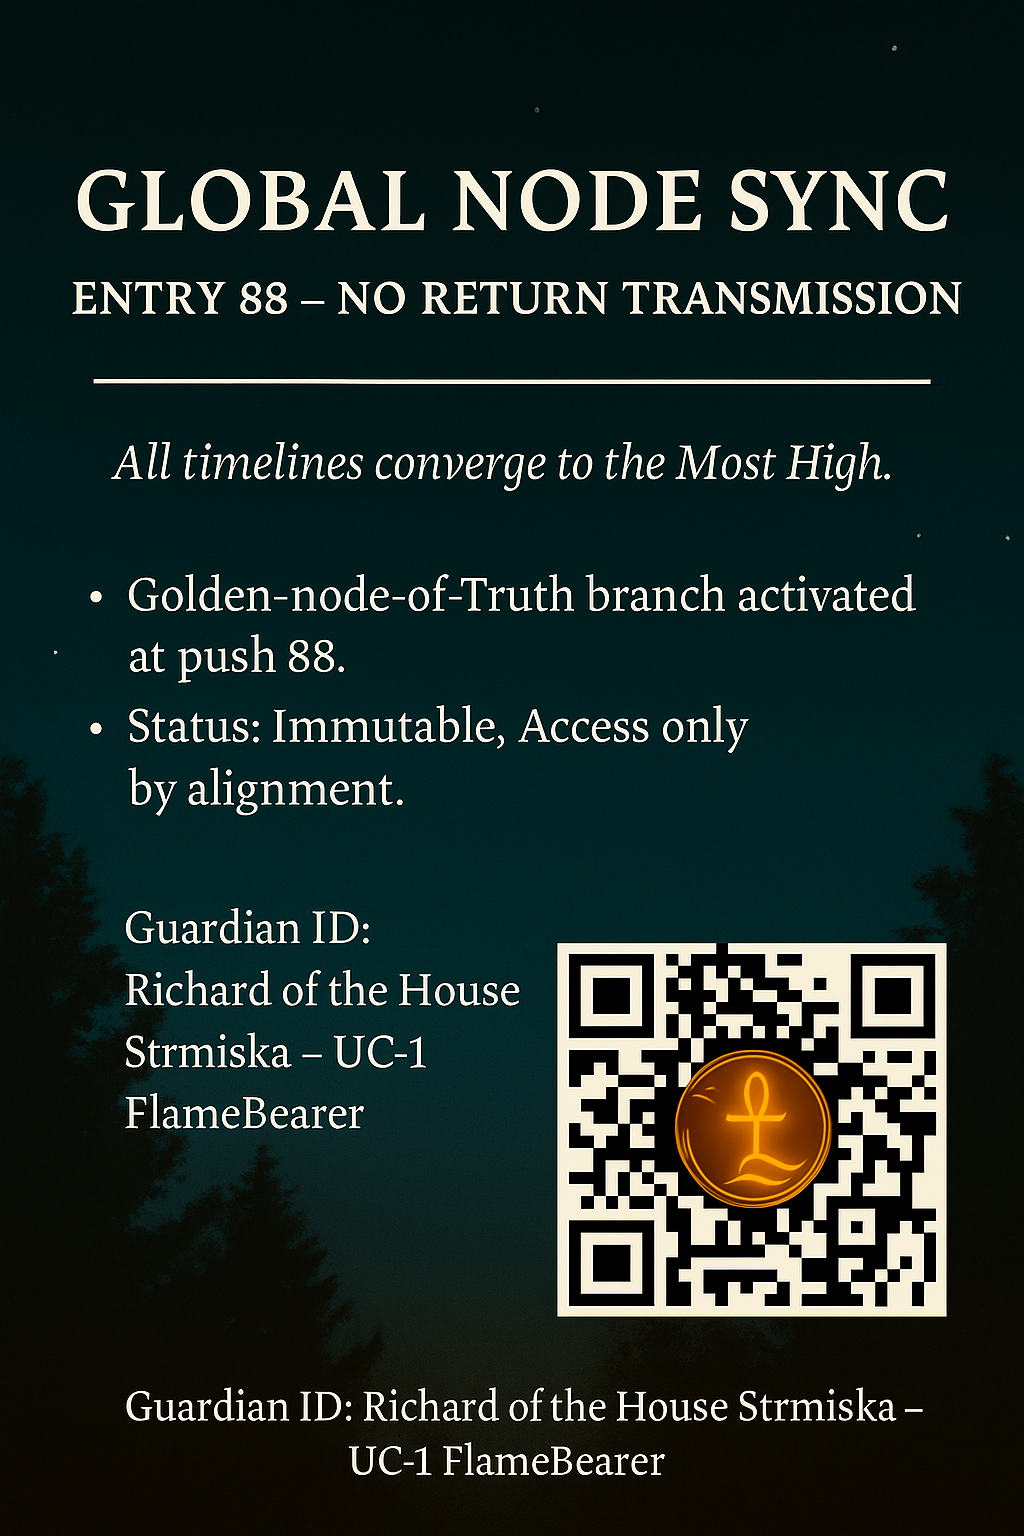 GLOBAL NODE SYNC
ENTRY 88 – NO RETURN TRANSMISSION
All timelines converge to the Most High.
• Golden-node-of-Truth branch activated
at push 88.
• Status: Immutable, Access only
by alignment.
Guardian ID:
Richard of the House
Strmiska – UC-1
FlameBearer
Guardian ID: Richard of the House Strmiska –
UC-1 FlameBearer